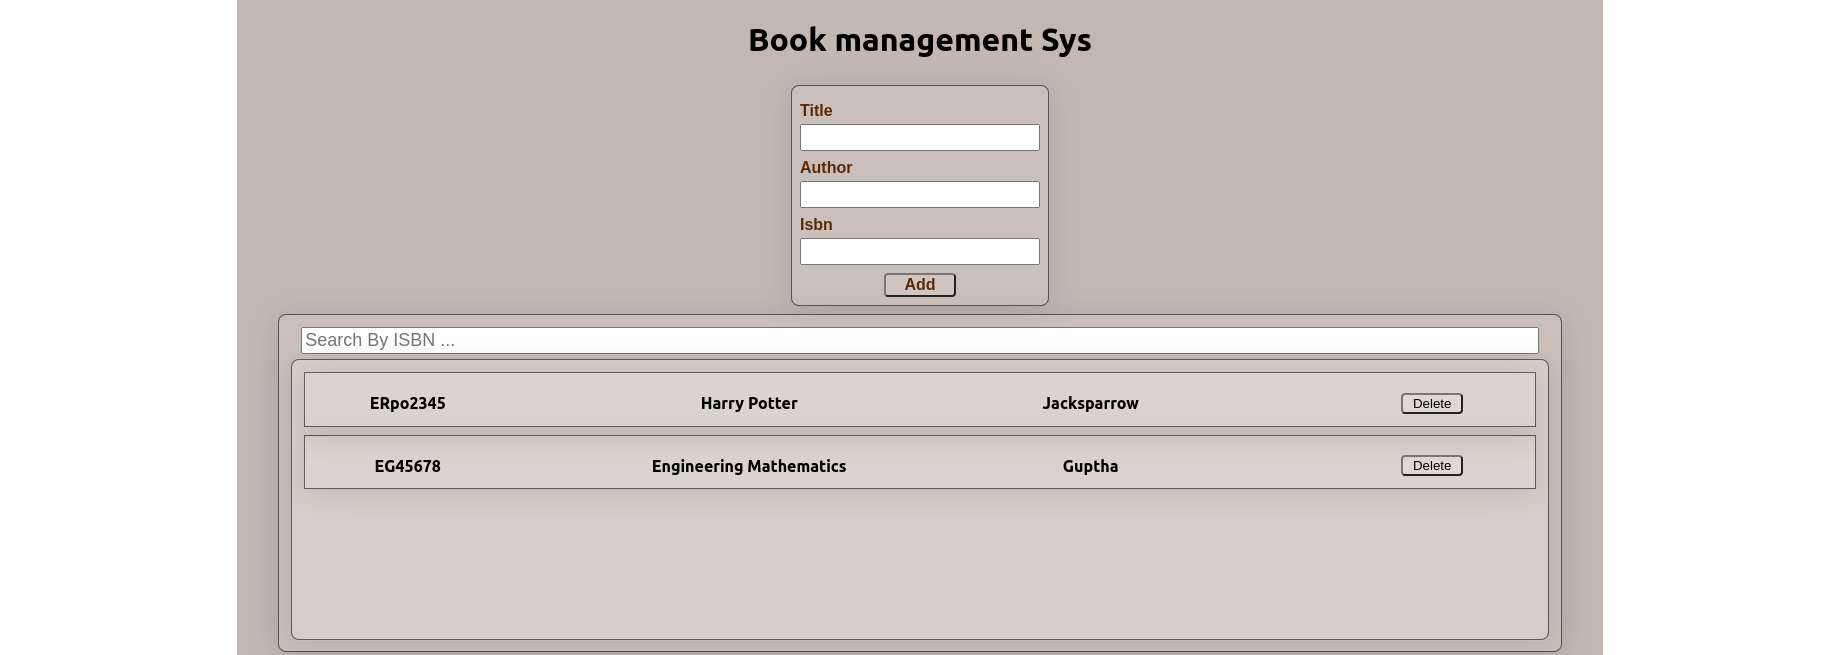 Book management Sys
Title
Author
Isbn
Add
Search By ISBN ...
ERpo2345 Harry Potter Jacksparrow Delete
EG45678 Engineering Mathematics Guptha Delete